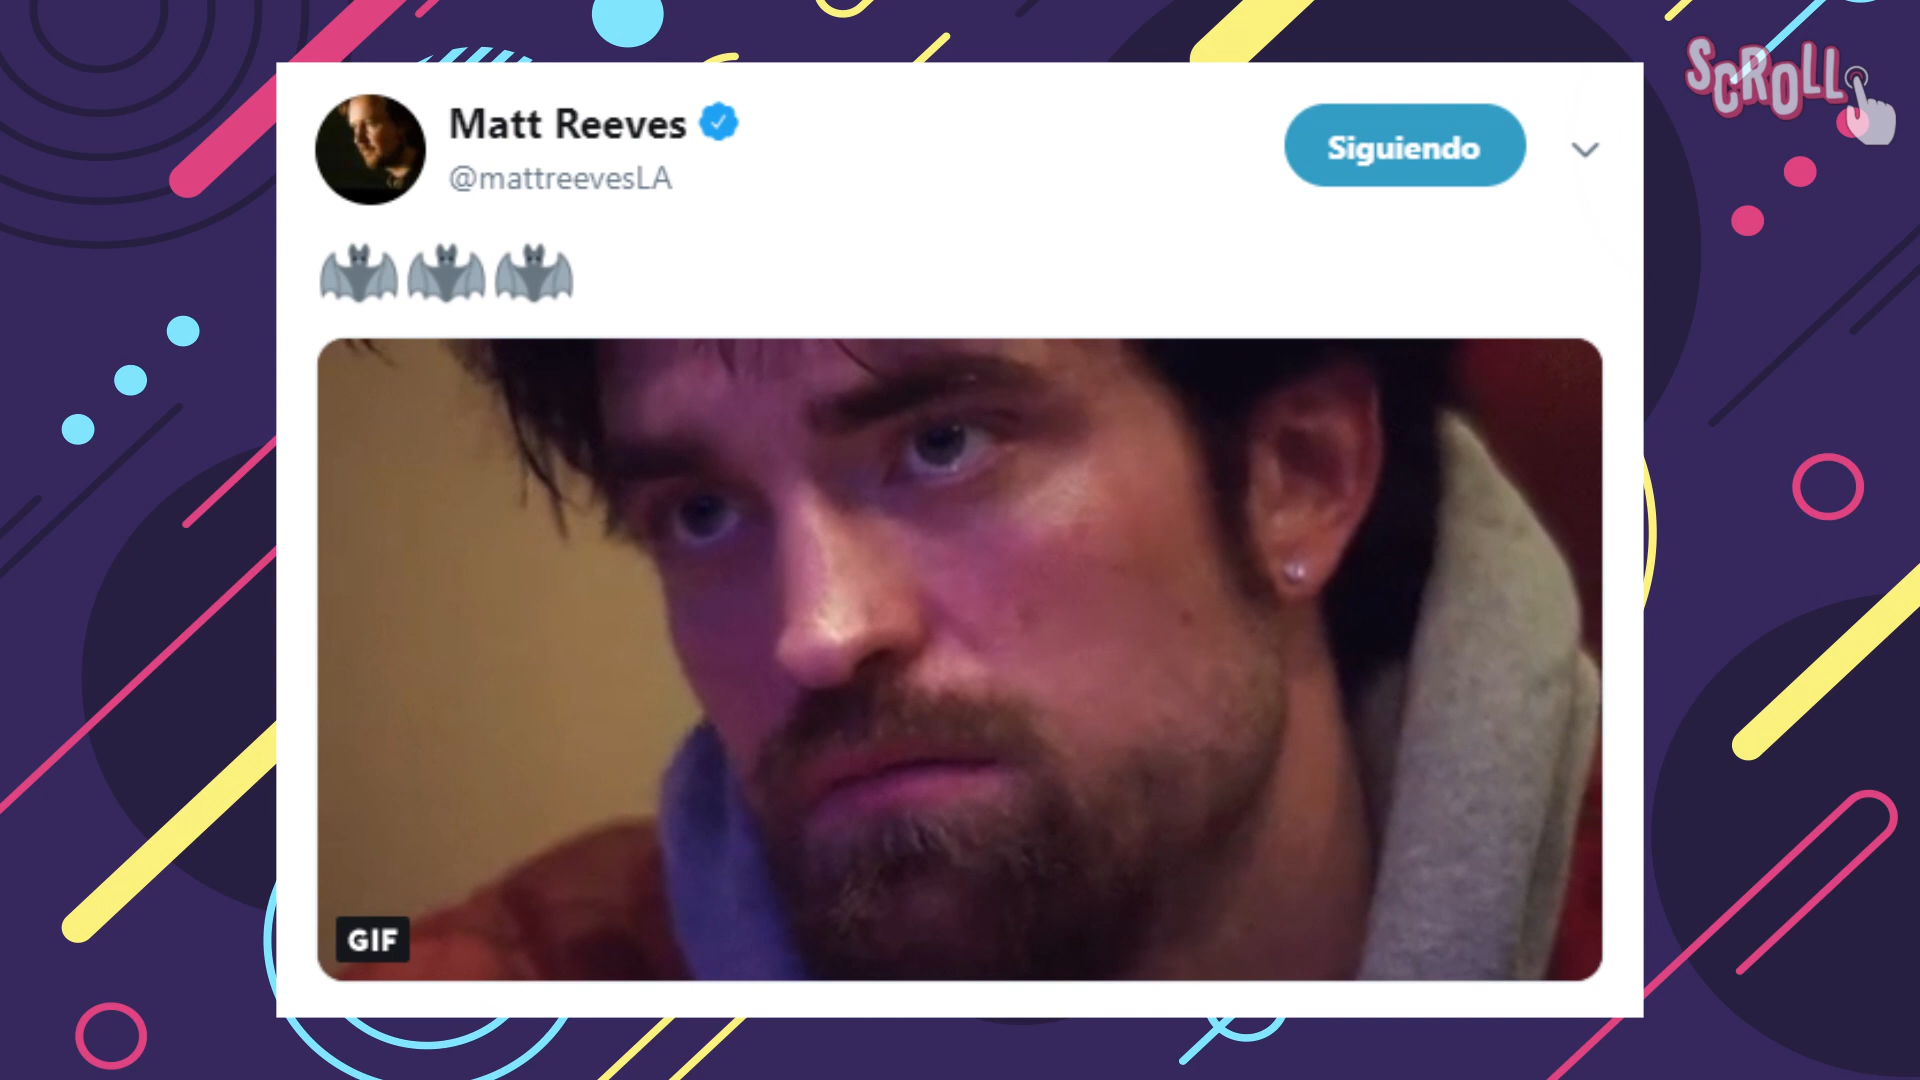 SCROLL
Matt Reeves
@mattreevesLA
Siguiendo
🦇🦇🦇
GIF